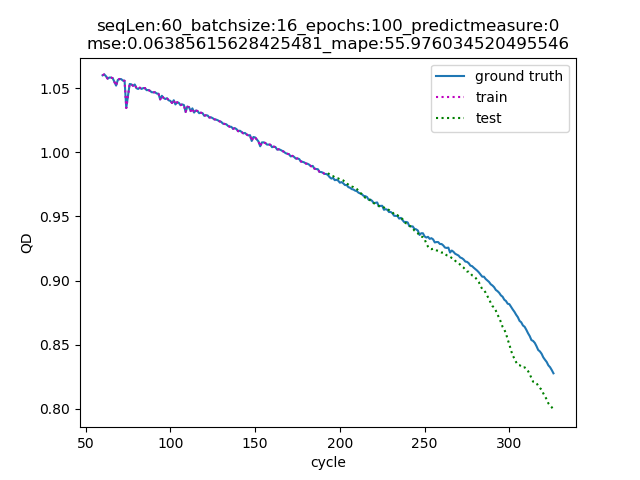 seqLen:60_batchsize:16_epochs:100_predictmeasure:0
mse:0.06385615628425481_mape:55.976034520495546
ground truth
train
test
1.05
1.00
0.95
0.90
0.85
0.80
QD
50 100 150 200 250 300
cycle